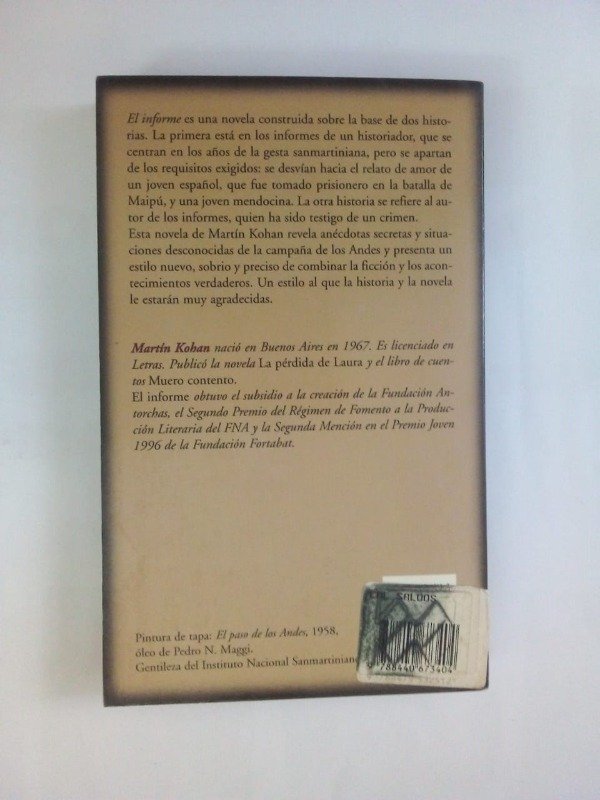 El informe es una novela construida sobre la base de dos histo-
rias. La primera está en los informes de un historiador, que se
centran en los años de la gesta sanmartiniana, pero se apartan
de los requisitos exigidos: se desvían hacia el relato de amor de
un joven español, que fue tomado prisionero en la batalla de
Maipú, y una joven mendocina. La otra historia se refiere al au-
tor de los informes, quien ha sido testigo de un crimen.
Esta novela de Martín Kohan revela anécdotas secretas y situa-
ciones desconocidas de la campaña de los Andes y presenta un
estilo nuevo, sobrio y preciso de combinar la ficción y los acon-
tecimientos verdaderos. Un estilo al que la historia y la novela
le estarán muy agradecidas.
Martín Kohan nació en Buenos Aires en 1967. Es licenciado en
Letras. Publicó la novela La pérdida de Laura y el libro de cuen-
tos Muero contento.
El informe obtuvo el subsidio a la creación de la Fundación An-
torchas, el Segundo Premio del Régimen de Fomento a la Produc-
ción Literaria del FNA y la Segunda Mención en el Premio Joven
1996 de la Fundación Fortabat.
Pintura de tapa: El paso de los Andes, 1958,
óleo de Pedro N. Maggi.
Gentileza del Instituto Nacional Sanmartiniano
SALDOS
9 788440 673404